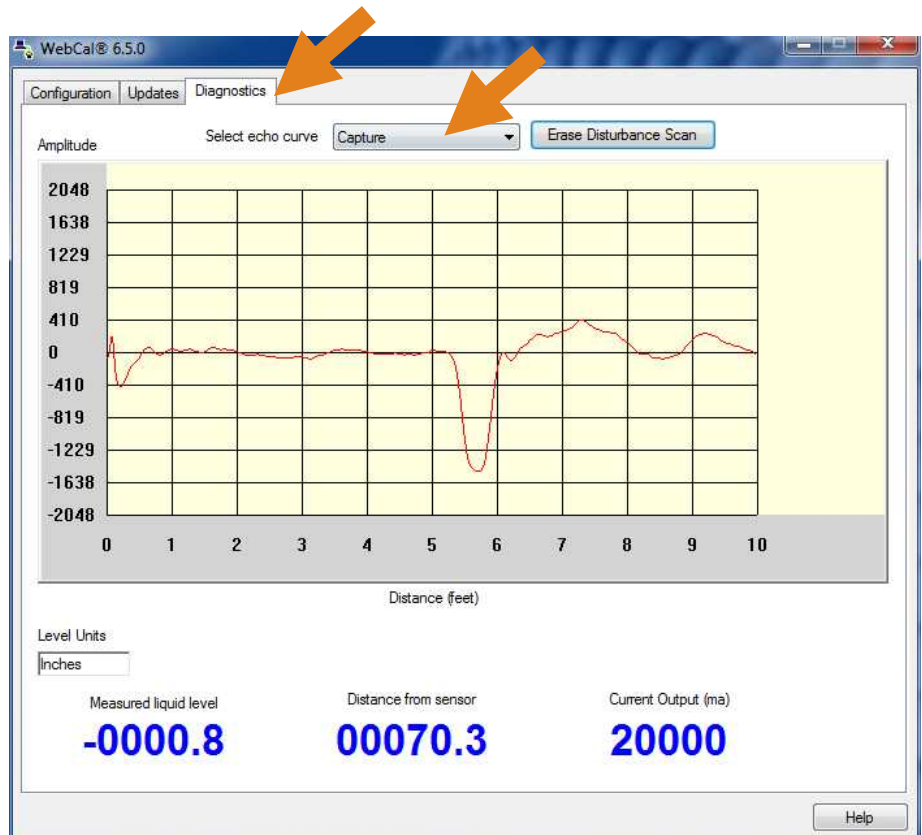 WebCal® 6.5.0
Configuration Updates Diagnostics
Amplitude Select echo curve Capture Erase Disturbance Scan
2048
1638
1229
819
410
0
-410
-819
-1229
-1638
-2048
0 1 2 3 4 5 6 7 8 9 10
Distance (feet)
Level Units
Inches
Measured liquid level Distance from sensor Current Output (ma)
-0000.8 00070.3 20000
Help